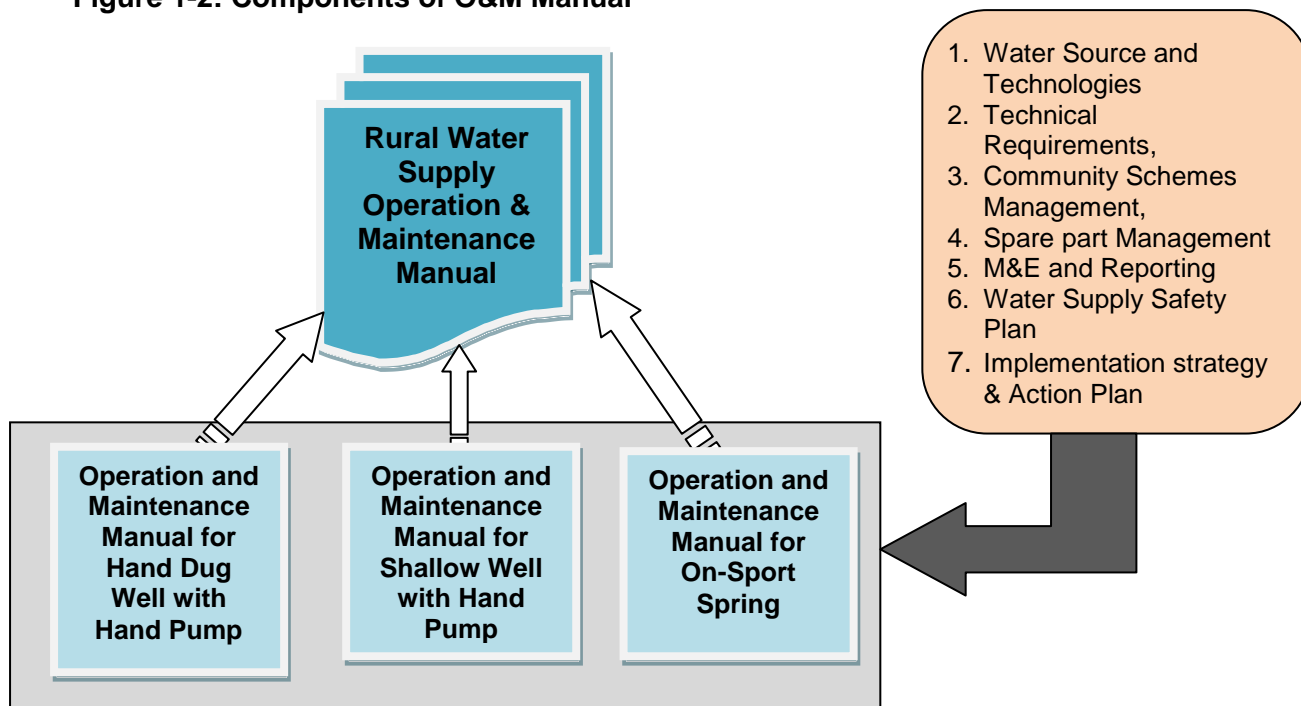 Figure 1-2: Components of O&M Manual
Rural Water
Supply
Operation &
Maintenance
Manual
1. Water Source and
Technologies
2. Technical
Requirements,
3. Community Schemes
Management,
4. Spare part Management
5. M&E and Reporting
6. Water Supply Safety
Plan
7. Implementation strategy
& Action Plan
Operation and
Maintenance
Manual for
Hand Dug
Well with
Hand Pump
Operation and
Maintenance
Manual for
Shallow Well
with Hand
Pump
Operation and
Maintenance
Manual for
On-Sport
Spring